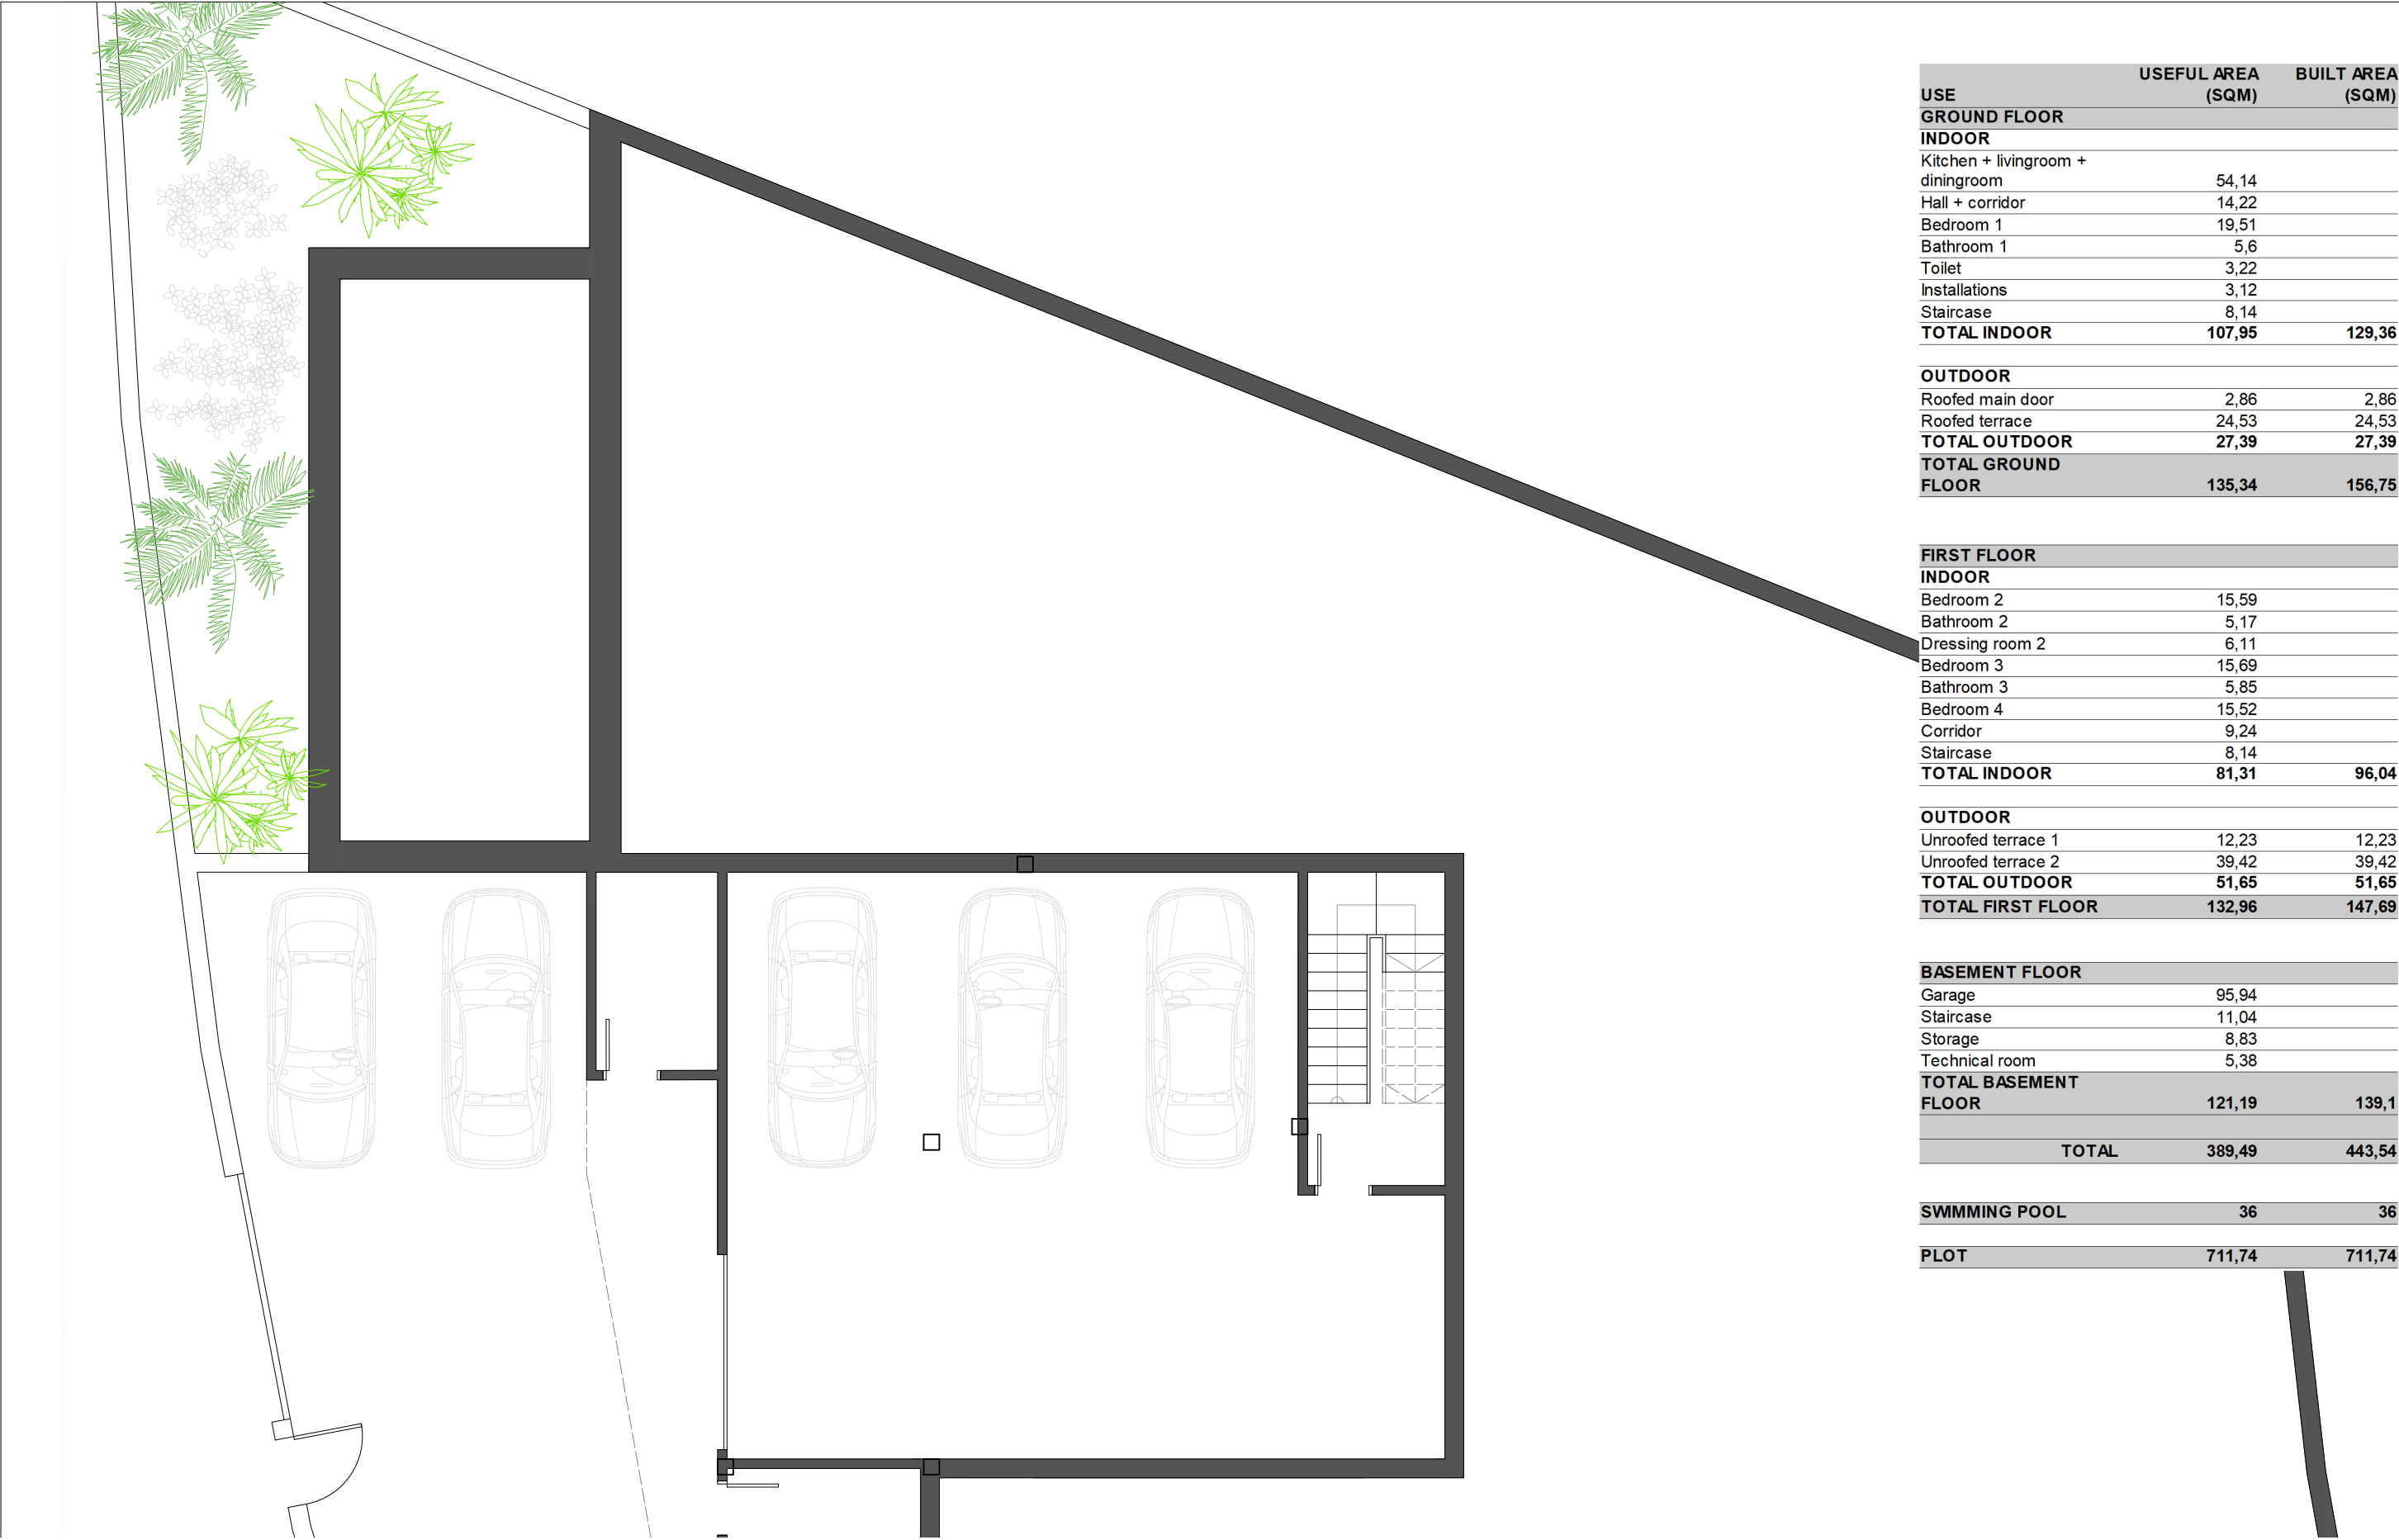 USEFUL AREA BUILT AREA
USE (SQM) (SQM)
GROUND FLOOR
INDOOR
Kitchen + livingroom +
diningroom 54,14
Hall + corridor 14,22
Bedroom 1 19,51
Bathroom 1 5,6
Toilet 3,22
Installations 3,12
Staircase 8,14
TOTAL INDOOR 107,95 129,36
OUTDOOR
Roofed main door 2,86 2,86
Roofed terrace 24,53 24,53
TOTAL OUTDOOR 27,39 27,39
TOTAL GROUND
FLOOR 135,34 156,75
FIRST FLOOR
INDOOR
Bedroom 2 15,59
Bathroom 2 5,17
Dressing room 2 6,11
Bedroom 3 15,69
Bathroom 3 5,85
Bedroom 4 15,52
Corridor 9,24
Staircase 8,14
TOTAL INDOOR 81,31 96,04
OUTDOOR
Unroofed terrace 1 12,23 12,23
Unroofed terrace 2 39,42 39,42
TOTAL OUTDOOR 51,65 51,65
TOTAL FIRST FLOOR 132,96 147,69
BASEMENT FLOOR
Garage 95,94
Staircase 11,04
Storage 8,83
Technical room 5,38
TOTAL BASEMENT
FLOOR 121,19 139,1
TOTAL 389,49 443,54
SWIMMING POOL 36 36
PLOT 711,74 711,74